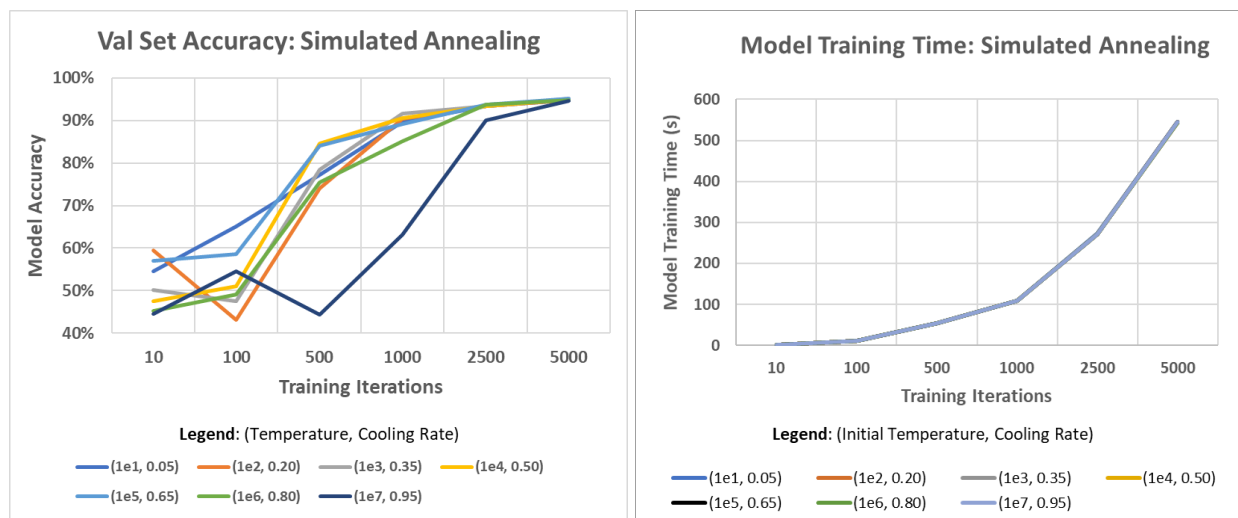 Val Set Accuracy: Simulated Annealing
100%
90%
80%
70%
60%
50%
40%
Model Accuracy
10 100 500 1000 2500 5000
Training Iterations
Legend: (Temperature, Cooling Rate)
(1e1, 0.05) (1e2, 0.20) (1e3, 0.35) (1e4, 0.50)
(1e5, 0.65) (1e6, 0.80) (1e7, 0.95)
Model Training Time: Simulated Annealing
600
500
400
300
200
100
0
Model Training Time (s)
10 100 500 1000 2500 5000
Training Iterations
Legend: (Initial Temperature, Cooling Rate)
(1e1, 0.05) (1e2, 0.20) (1e3, 0.35) (1e4, 0.50)
(1e5, 0.65) (1e6, 0.80) (1e7, 0.95)